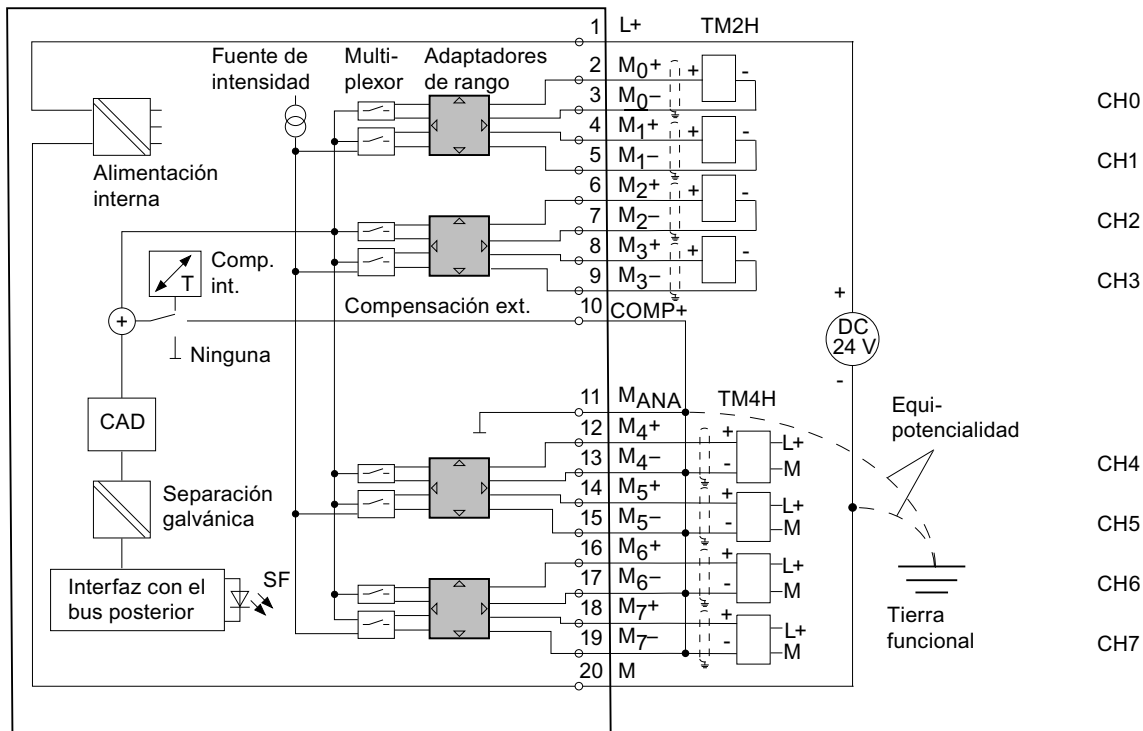 1 L+ TM2H
Fuente de
intensidad
Multi-
plexor
Adaptadores
de rango
2 M0+ + -
3 M0− CH0
4 M1+ + -
5 M1− CH1
Alimentación
interna
6 M2+ + -
7 M2− CH2
8 M3+ + -
9 M3− CH3
T
Comp.
int.
10 COMP+
Compensación ext.
+
Ninguna
+
DC
24 V
-
11 MANA TM4H
CAD
Equi-
potencialidad
12 M4+ + L+
13 M4− - M CH4
Separación
galvánica
14 M5+ + L+
15 M5− - M CH5
16 M6+ + L+
17 M6− - M CH6
Interfaz con el
bus posterior
SF
18 M7+ + L+
19 M7− - M CH7
Tierra
funcional
20 M